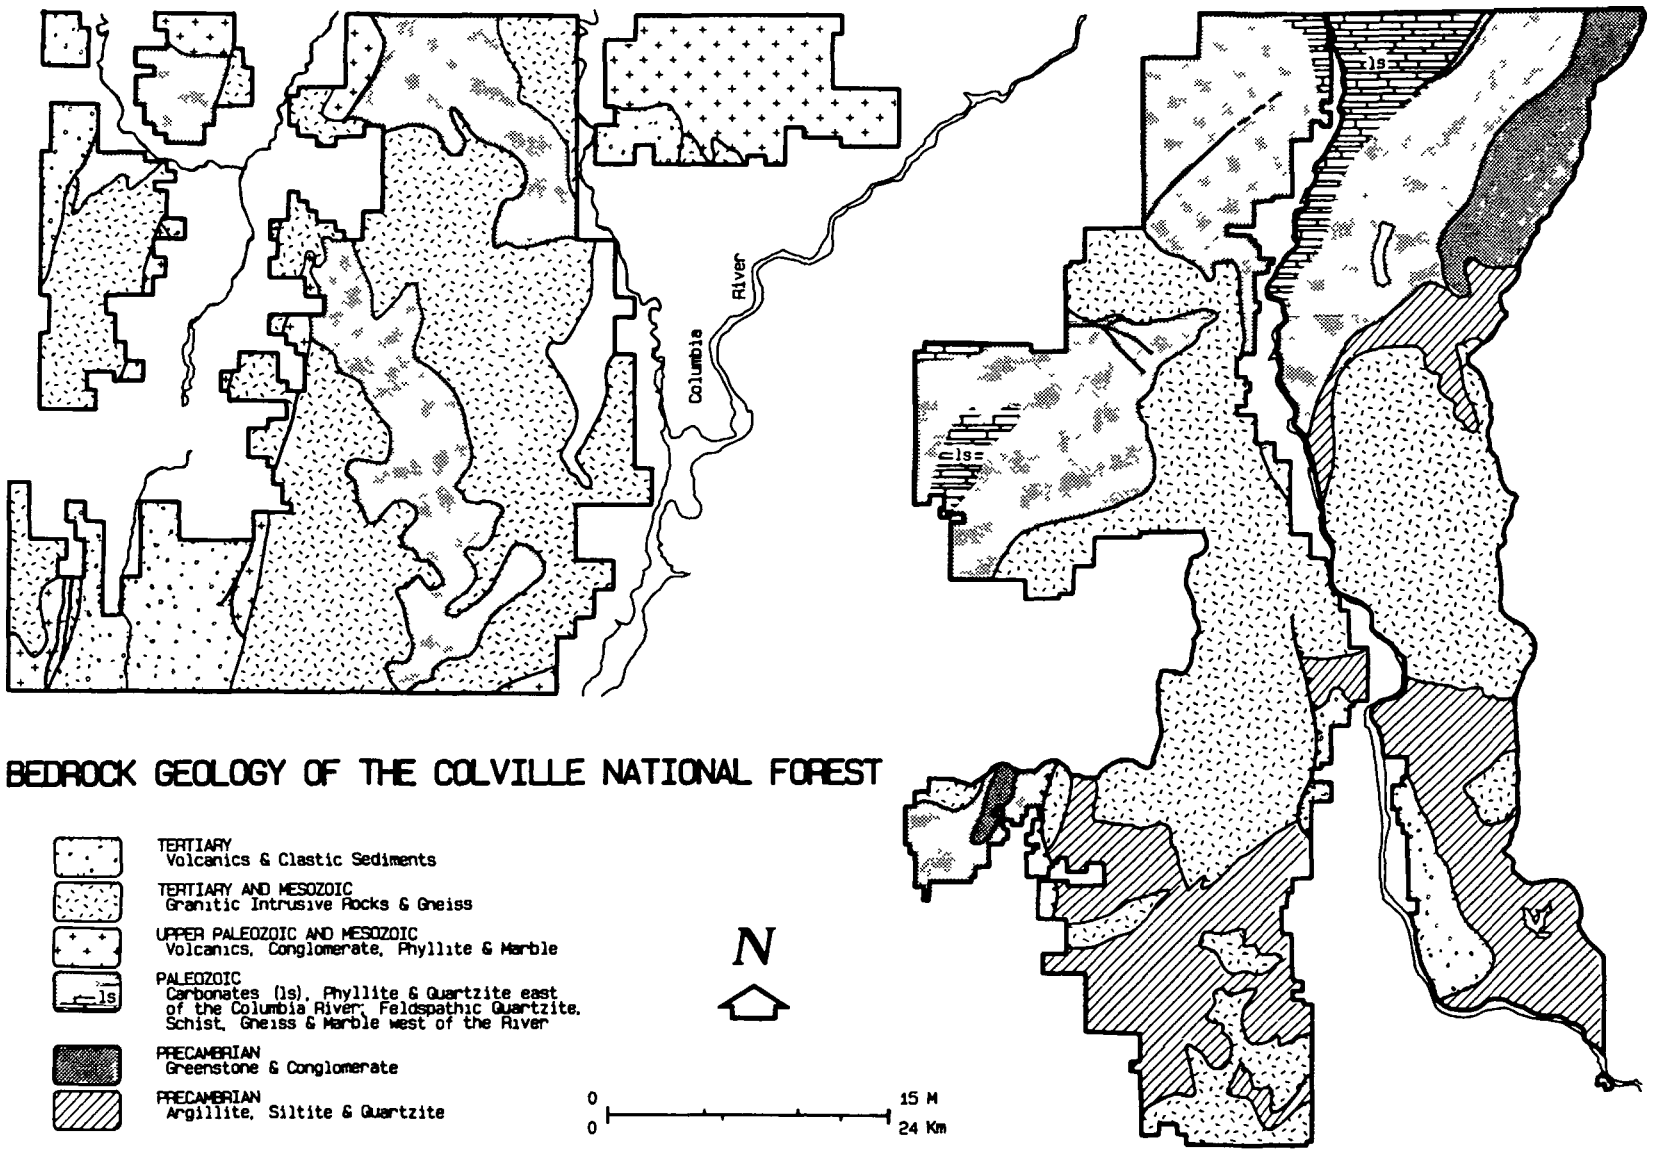 ls
River
Columbia
ls
BEDROCK GEOLOGY OF THE COLVILLE NATIONAL FOREST
TERTIARY
Volcanics & Clastic Sediments
TERTIARY AND MESOZOIC
Granitic Intrusive Rocks & Gneiss
UPPER PALEOZOIC AND MESOZOIC
Volcanics, Conglomerate, Phyllite & Marble
PALEOZOIC
ls
Carbonates (ls), Phyllite & Quartzite east
of the Columbia River; Feldspathic Quartzite,
Schist, Gneiss & Marble west of the River
PRECAMBRIAN
Greenstone & Conglomerate
PRECAMBRIAN
Argillite, Siltite & Quartzite
N
0 15 M
0 24 Km